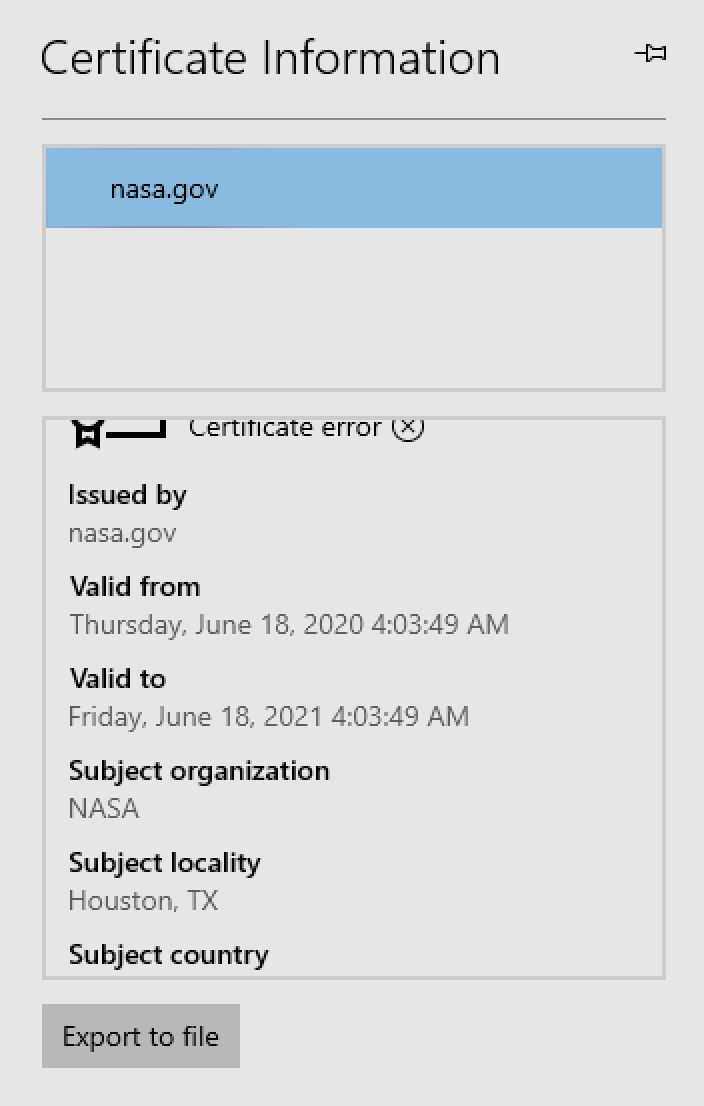 Certificate Information
nasa.gov
Certificate error
Issued by
nasa.gov
Valid from
Thursday, June 18, 2020 4:03:49 AM
Valid to
Friday, June 18, 2021 4:03:49 AM
Subject organization
NASA
Subject locality
Houston, TX
Subject country
Export to file